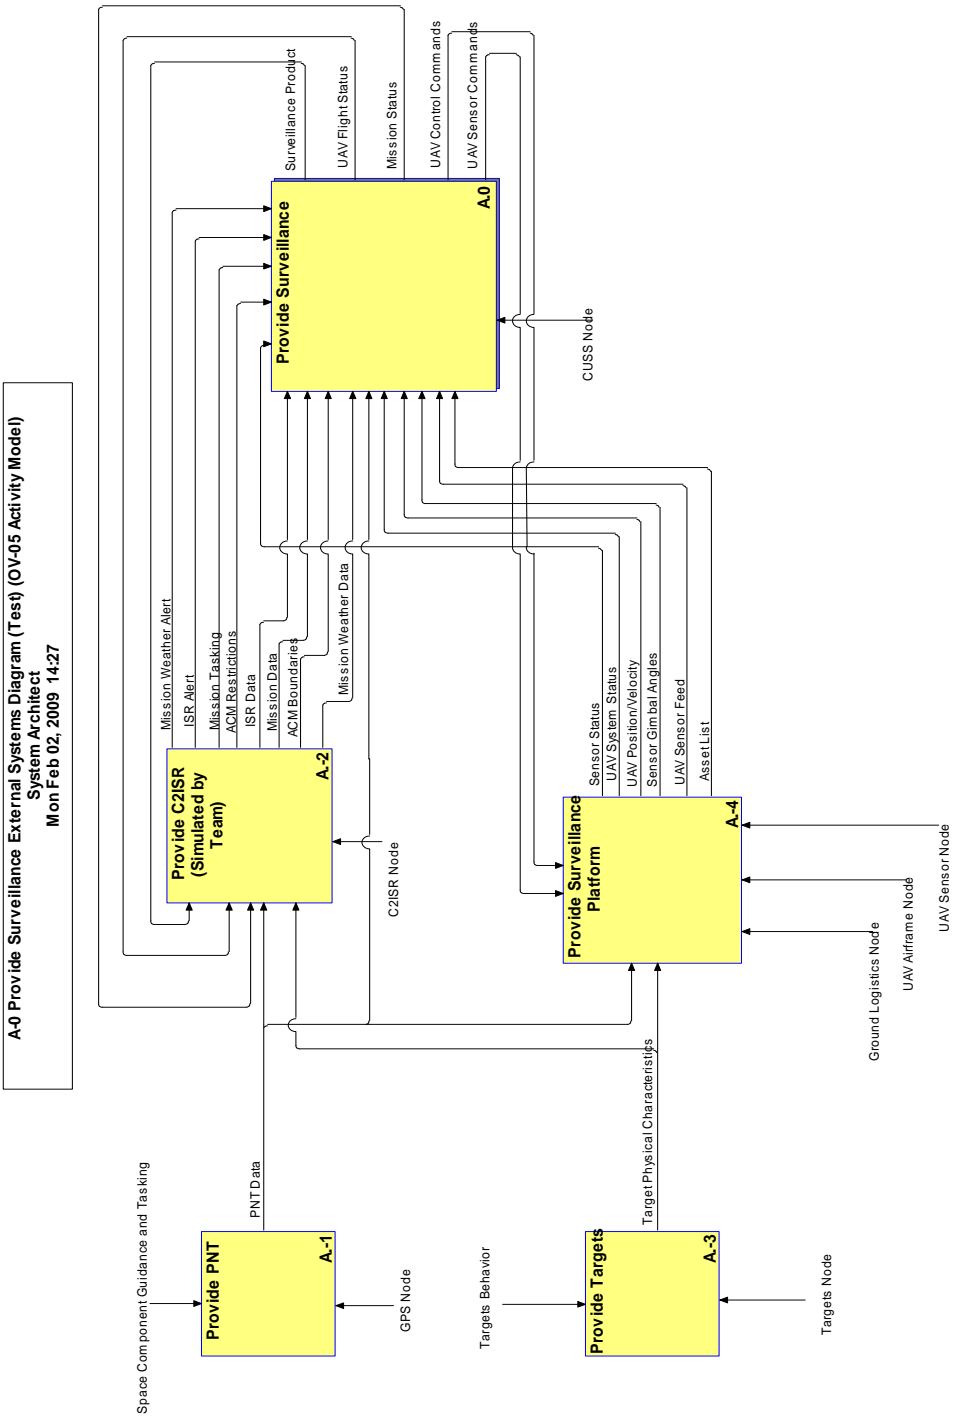 A-0 Provide Surveillance External Systems Diagram (Test) (OV-05 Activity Model)
System Architect
Mon Feb 02, 2009 14:27
Space Component Guidance and Tasking
Provide PNT
A.-1
GPS Node
PNT Data
Targets Behavior
Provide Targets
A.-3
Targets Node
Target Physical Characteristics
Provide C2ISR
(Simulated by
Team)
A.-2
C2ISR Node
Mission Weather Alert
ISR Alert
Mission Tasking
ACM Restrictions
ISR Data
Mission Data
ACM Boundaries
Mission Weather Data
Provide Surveillance
Platform
A.-4
Ground Logistics Node
UAV Airframe Node
UAV Sensor Node
Sensor Status
UAV System Status
UAV Position/Velocity
Sensor Gimbal Angles
UAV Sensor Feed
Asset List
Provide Surveillance
A.0
CUSS Node
Surveillance Product
UAV Flight Status
Mission Status
UAV Control Commands
UAV Sensor Commands